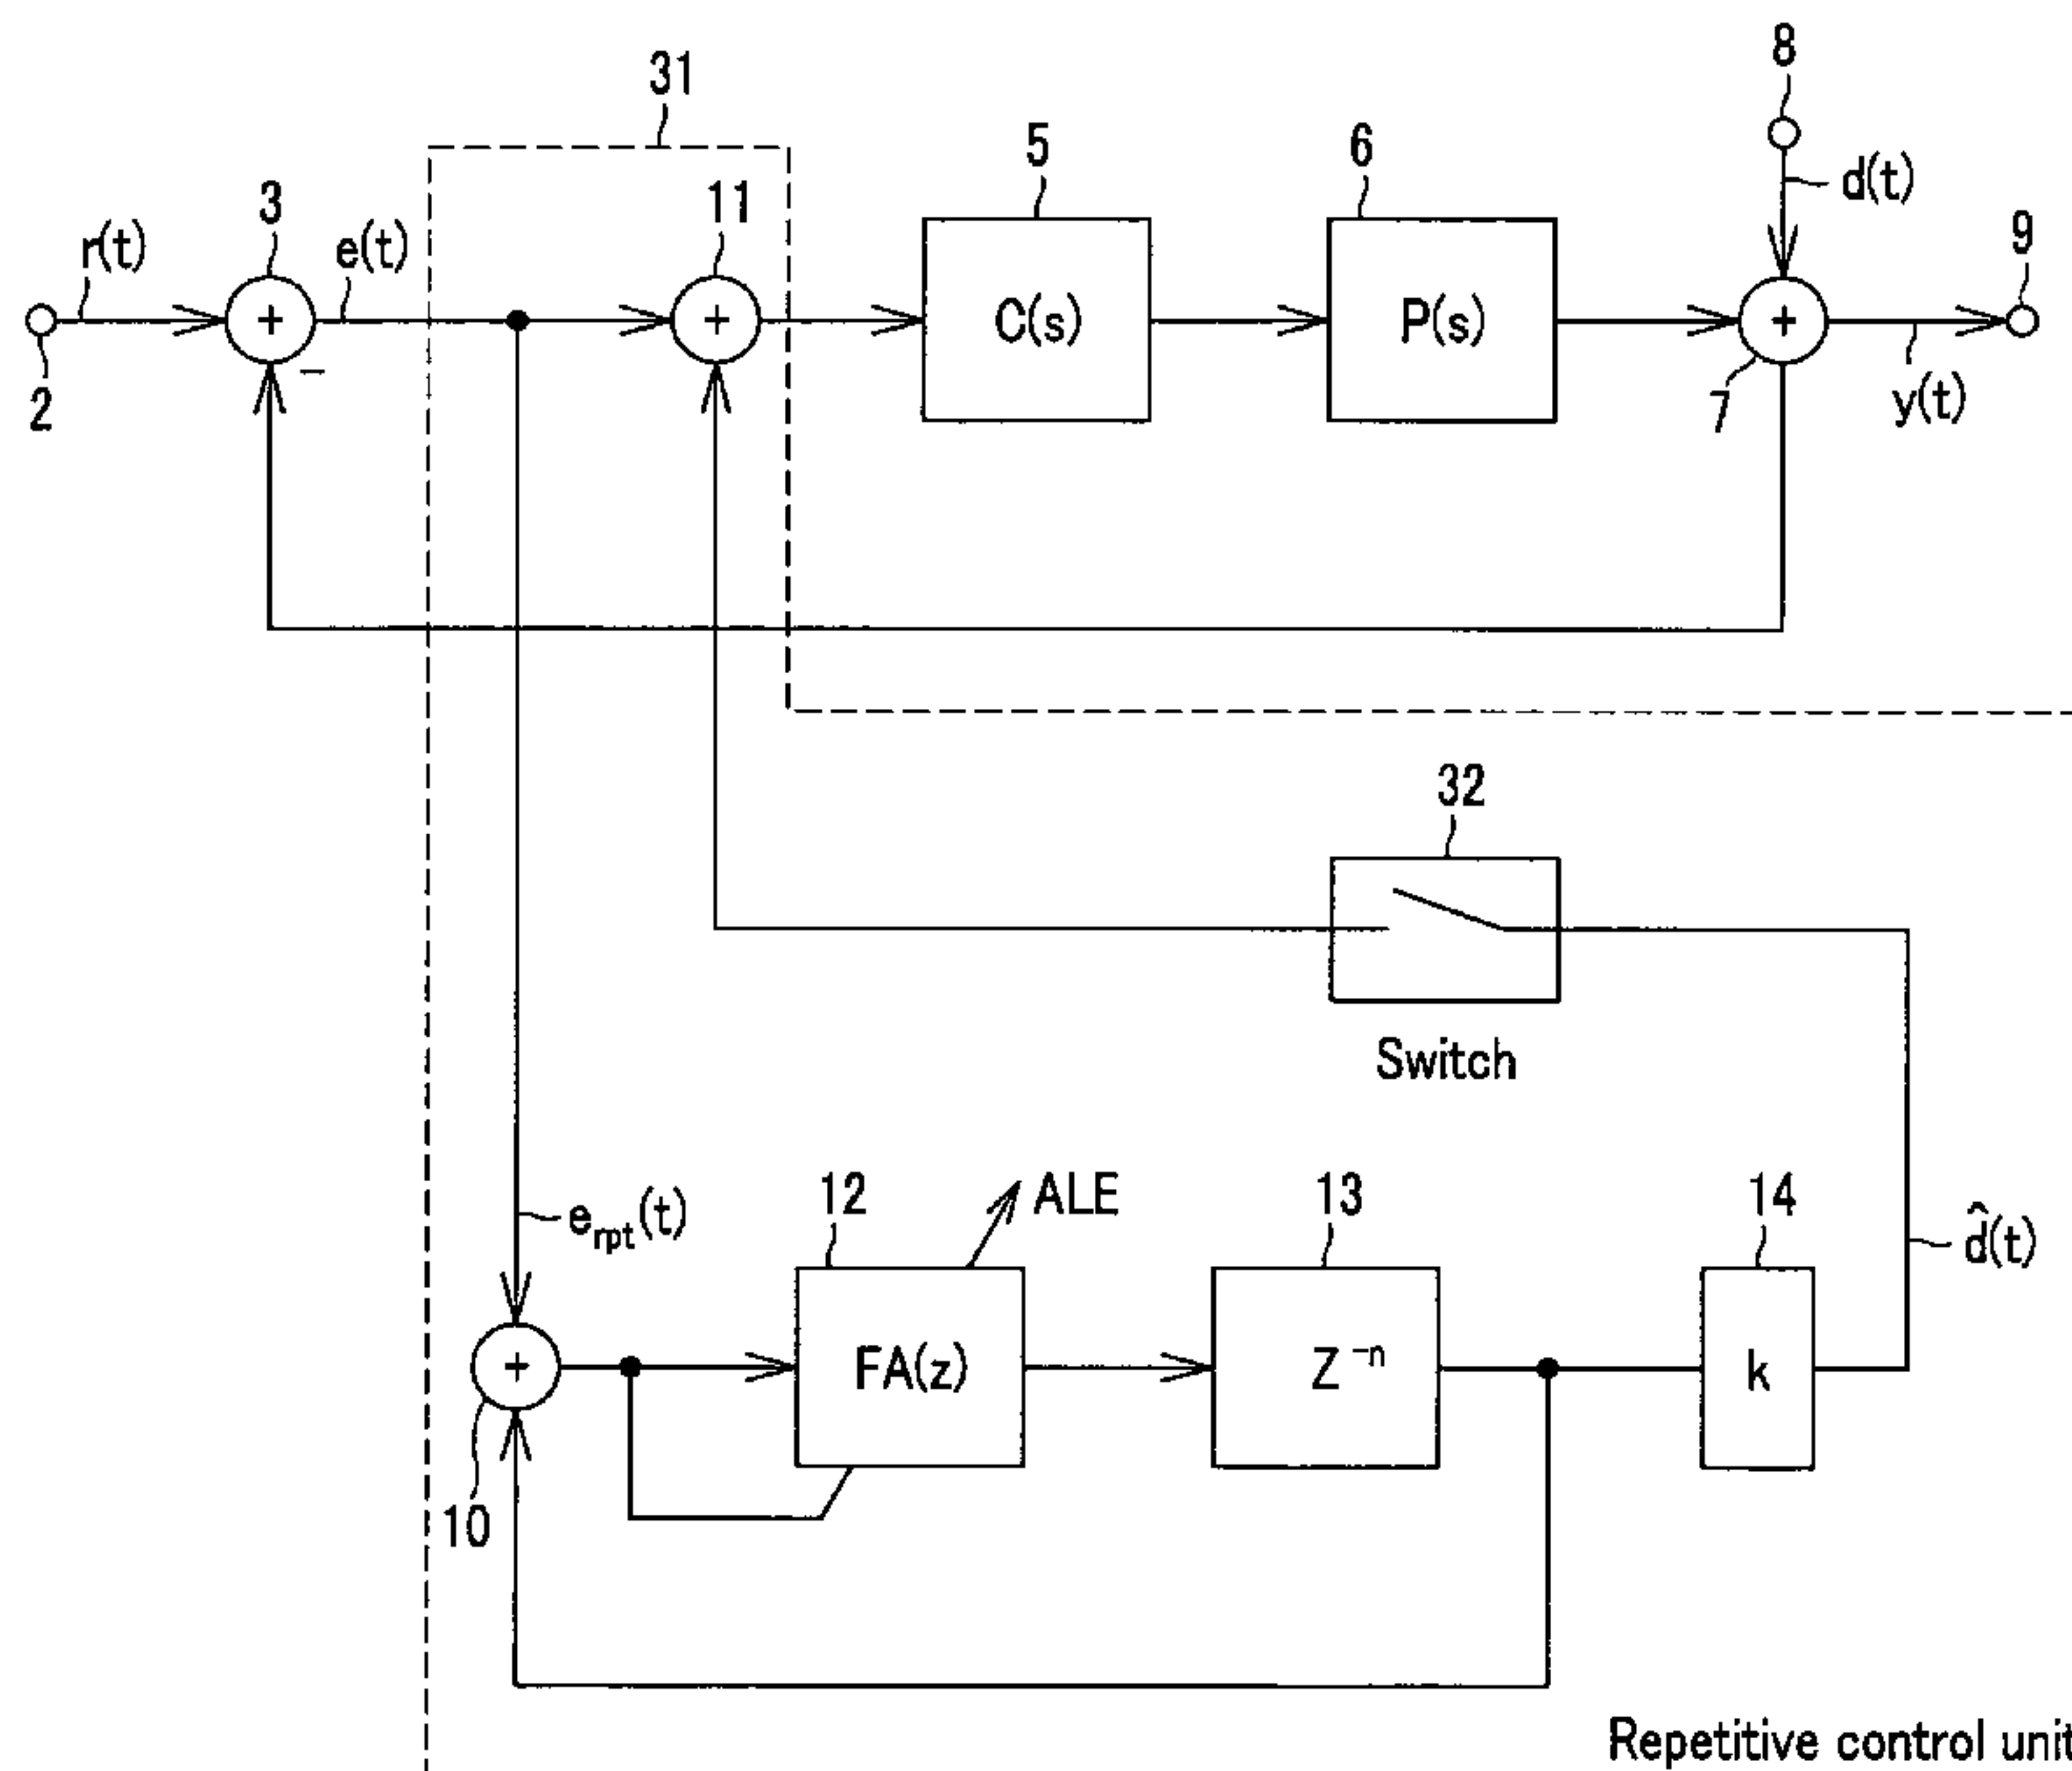 31
8
5
6
d(t)
3
11
9
r(t)
e(t)
+
+
C(s)
P(s)
+
−
2
7
y(t)
32
Switch
12
ALE
13
14
e_rpt(t)
d̂(t)
+
FA(z)
Z^-n
k
10
Repetitive control unit